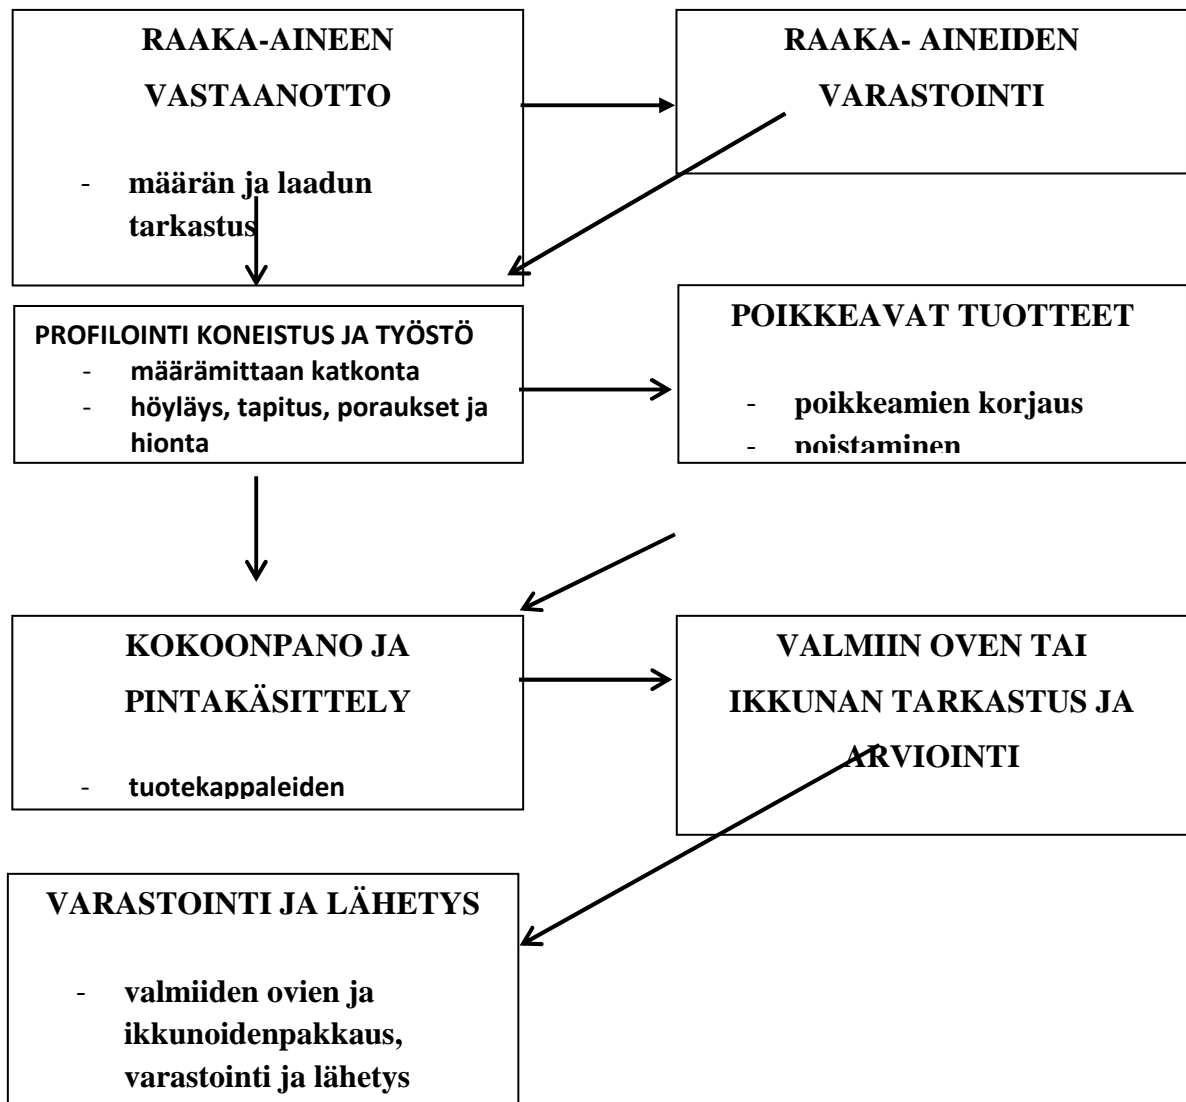 RAAKA-AINEEN
VASTAANOTTO
- määrän ja laadun
tarkastus
RAAKA- AINEIDEN
VARASTOINTI
PROFILOINTI KONEISTUS JA TYÖSTÖ
- määrämittaan katkonta
- höyläys, tapitus, poraukset ja
hionta
POIKKEAVAT TUOTTEET
- poikkeamien korjaus
- poistaminen
KOKOONPANO JA
PINTAKÄSITTELY
- tuotekappaleiden
VALMIIN OVEN TAI
IKKUNAN TARKASTUS JA
ARVIOINTI
VARASTOINTI JA LÄHETYS
- valmiiden ovien ja
ikkunoidenpakkaus,
varastointi ja lähetys